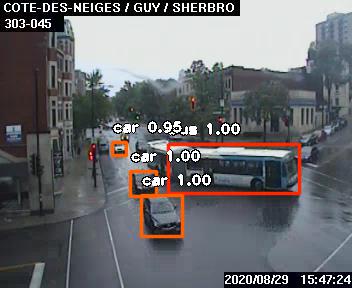 COTE-DES-NEIGES / GUY / SHERBRO
303-045
car 0.95
bus 1.00
car 1.00
car 1.00
2020/08/29 15:47:24